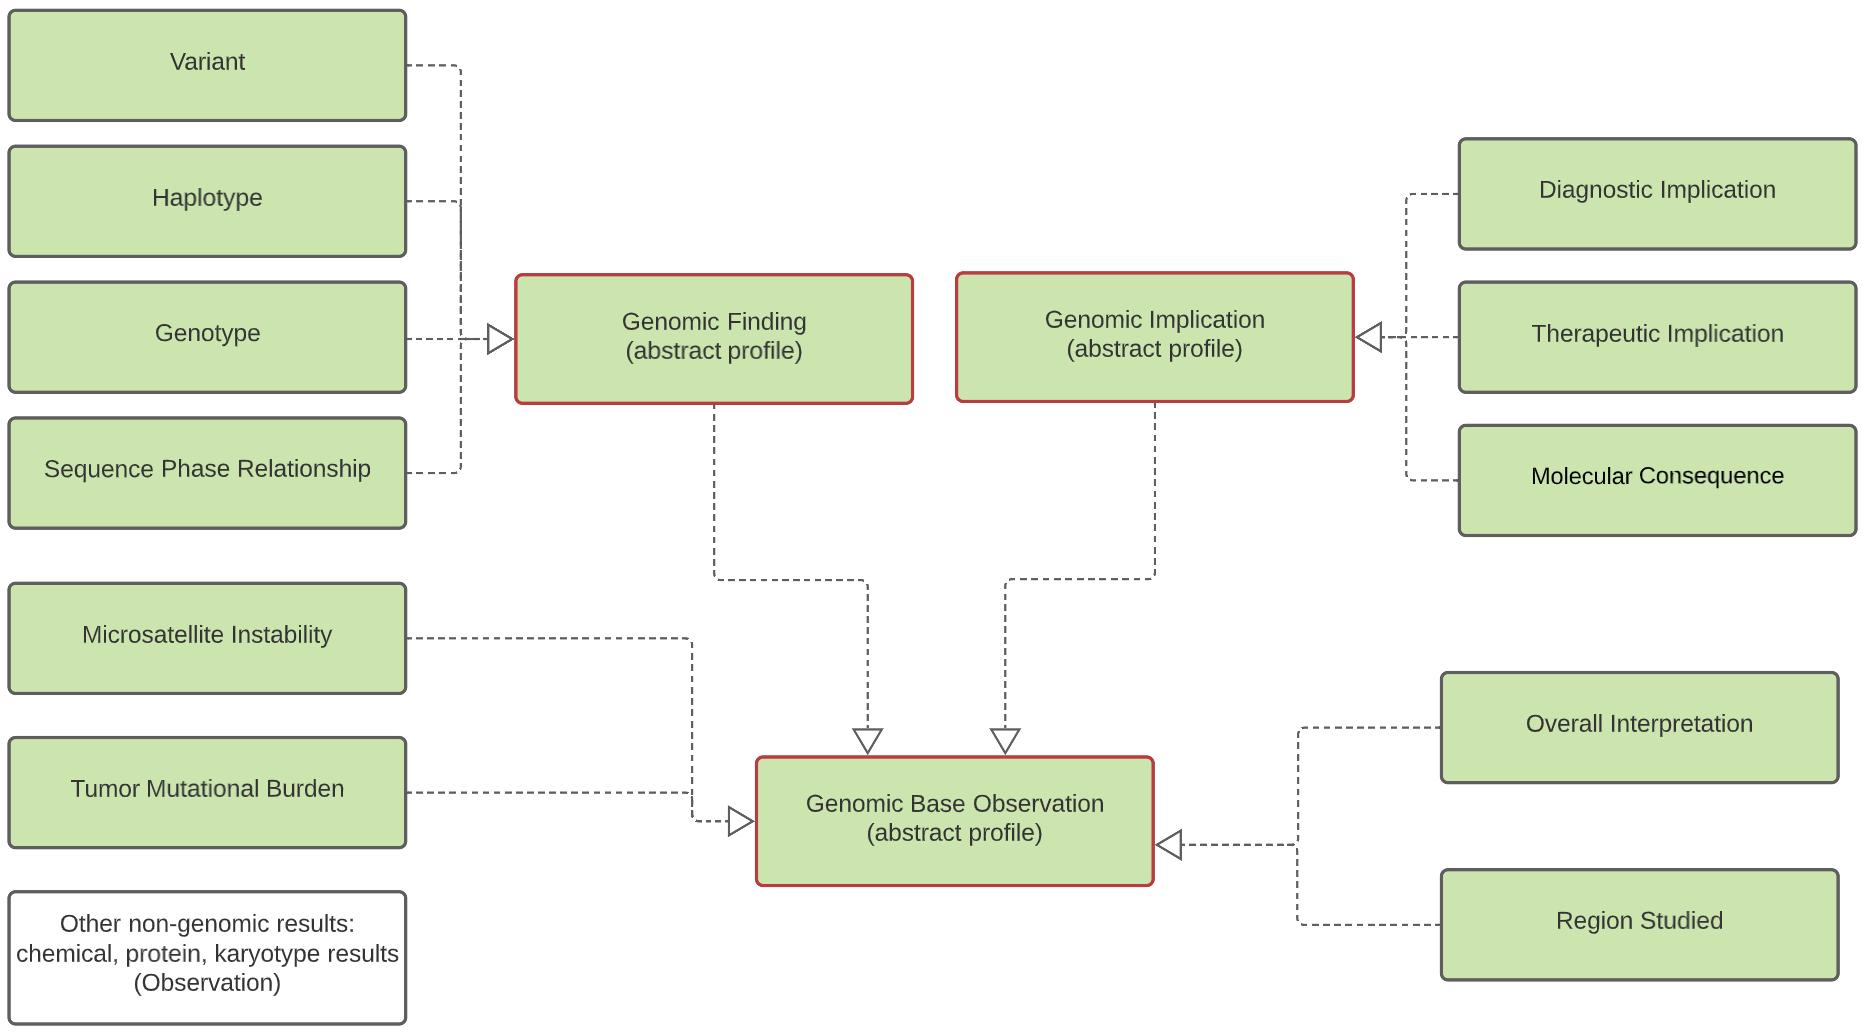 Variant
Haplotype
Genotype
Sequence Phase Relationship
Microsatellite Instability
Tumor Mutational Burden
Other non-genomic results:
chemical, protein, karyotype results
(Observation)
Genomic Finding
(abstract profile)
Genomic Implication
(abstract profile)
Genomic Base Observation
(abstract profile)
Diagnostic Implication
Therapeutic Implication
Molecular Consequence
Overall Interpretation
Region Studied